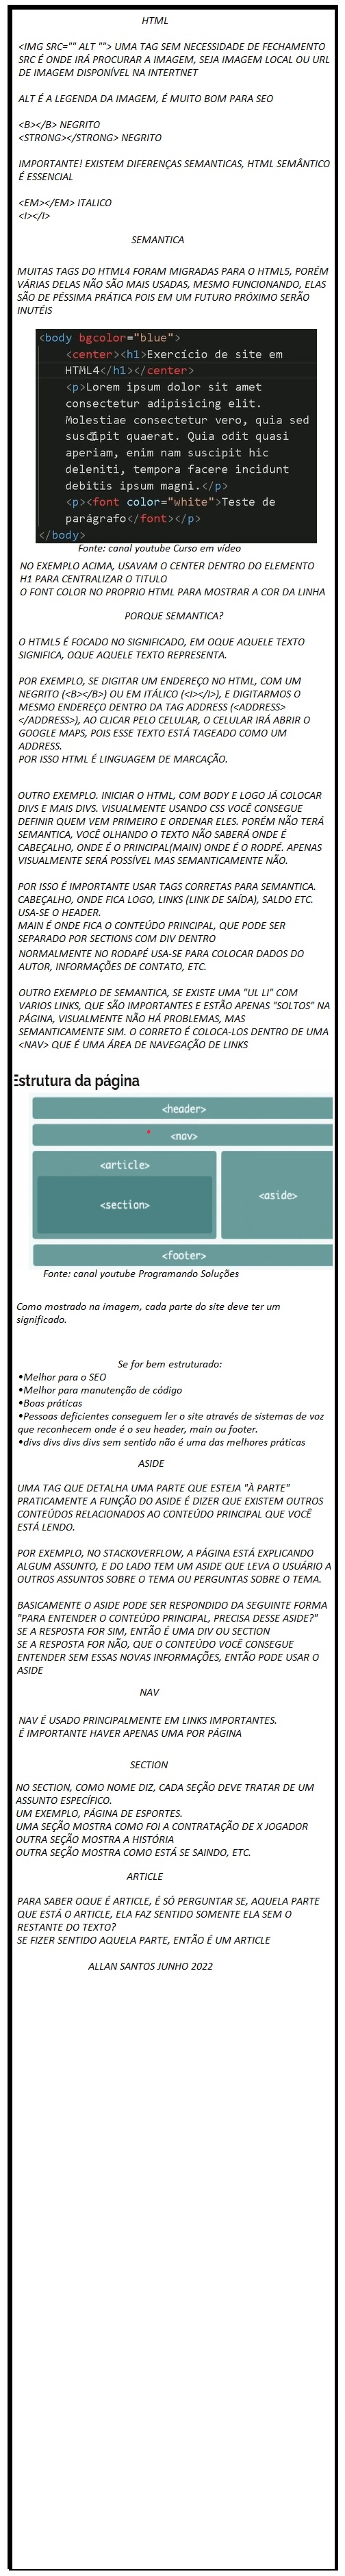 HTML
<IMG SRC="" ALT ""> UMA TAG SEM NECESSIDADE DE FECHAMENTO
SRC É ONDE IRÁ PROCURAR A IMAGEM, SEJA IMAGEM LOCAL OU URL
DE IMAGEM DISPONÍVEL NA INTERTNET
ALT É A LEGENDA DA IMAGEM, É MUITO BOM PARA SEO
<B></B> NEGRITO
<STRONG></STRONG> NEGRITO
IMPORTANTE! EXISTEM DIFERENÇAS SEMANTICAS, HTML SEMÂNTICO
É ESSENCIAL
<EM></EM> ITALICO
<I></I>
SEMANTICA
MUITAS TAGS DO HTML4 FORAM MIGRADAS PARA O HTML5, PORÉM
VÁRIAS DELAS NÃO SÃO MAIS USADAS, MESMO FUNCIONANDO, ELAS
SÃO DE PÉSSIMA PRÁTICA POIS EM UM FUTURO PRÓXIMO SERÃO
INUTÉIS
<body bgcolor="blue">
<center><h1>Exercício de site em
HTML4</h1></center>
<p>Lorem ipsum dolor sit amet
consectetur adipisicing elit.
Molestiae consectetur vero, quia sed
suscipit quaerat. Quia odit quasi
aperiam, enim nam suscipit hic
deleniti, tempora facere incidunt
debitis ipsum magni.</p>
<p><font color="white">Teste de
parágrafo</font></p>
</body>
Fonte: canal youtube Curso em vídeo
NO EXEMPLO ACIMA, USAVAM O CENTER DENTRO DO ELEMENTO
H1 PARA CENTRALIZAR O TITULO
O FONT COLOR NO PROPRIO HTML PARA MOSTRAR A COR DA LINHA
PORQUE SEMANTICA?
O HTML5 É FOCADO NO SIGNIFICADO, EM OQUE AQUELE TEXTO
SIGNIFICA, OQUE AQUELE TEXTO REPRESENTA.
POR EXEMPLO, SE DIGITAR UM ENDEREÇO NO HTML, COM UM
NEGRITO (<B></B>) OU EM ITÁLICO (<I></I>), E DIGITARMOS O
MESMO ENDEREÇO DENTRO DA TAG ADDRESS (<ADDRESS>
</ADDRESS>), AO CLICAR PELO CELULAR, O CELULAR IRÁ ABRIR O
GOOGLE MAPS, POIS ESSE TEXTO ESTÁ TAGEADO COMO UM
ADDRESS.
POR ISSO HTML É LINGUAGEM DE MARCAÇÃO.
OUTRO EXEMPLO. INICIAR O HTML, COM BODY E LOGO JÁ COLOCAR
DIVS E MAIS DIVS. VISUALMENTE USANDO CSS VOCÊ CONSEGUE
DEFINIR QUEM VEM PRIMEIRO E ORDENAR ELES. PORÉM NÃO TERÁ
SEMANTICA, VOCÊ OLHANDO O TEXTO NÃO SABERÁ ONDE É
CABEÇALHO, ONDE É O PRINCIPAL(MAIN) ONDE É O RODPÉ. APENAS
VISUALMENTE SERÁ POSSÍVEL MAS SEMANTICAMENTE NÃO.
POR ISSO É IMPORTANTE USAR TAGS CORRETAS PARA SEMANTICA.
CABEÇALHO, ONDE FICA LOGO, LINKS (LINK DE SAÍDA), SALDO ETC.
USA-SE O HEADER.
MAIN É ONDE FICA O CONTEÚDO PRINCIPAL, QUE PODE SER
SEPARADO POR SECTIONS COM DIV DENTRO
NORMALMENTE NO RODAPÉ USA-SE PARA COLOCAR DADOS DO
AUTOR, INFORMAÇÕES DE CONTATO, ETC.
OUTRO EXEMPLO DE SEMANTICA, SE EXISTE UMA "UL LI" COM
VARIOS LINKS, QUE SÃO IMPORTANTES E ESTÃO APENAS "SOLTOS" NA
PÁGINA, VISUALMENTE NÃO HÁ PROBLEMAS, MAS
SEMANTICAMENTE SIM. O CORRETO É COLOCA-LOS DENTRO DE UMA
<NAV> QUE É UMA ÁREA DE NAVEGAÇÃO DE LINKS
Estrutura da página
<header>
<nav>
<article>
<section>
<aside>
<footer>
Fonte: canal youtube Programando Soluções
Como mostrado na imagem, cada parte do site deve ter um
significado.
Se for bem estruturado:
•Melhor para o SEO
•Melhor para manutenção de código
•Boas práticas
•Pessoas deficientes conseguem ler o site através de sistemas de voz
que reconhecem onde é o seu header, main ou footer.
•divs divs divs divs sem sentido não é uma das melhores práticas
ASIDE
UMA TAG QUE DETALHA UMA PARTE QUE ESTEJA "À PARTE"
PRATICAMENTE A FUNÇÃO DO ASIDE É DIZER QUE EXISTEM OUTROS
CONTEÚDOS RELACIONADOS AO CONTEÚDO PRINCIPAL QUE VOCÊ
ESTÁ LENDO.
POR EXEMPLO, NO STACKOVERFLOW, A PÁGINA ESTÁ EXPLICANDO
ALGUM ASSUNTO, E DO LADO TEM UM ASIDE QUE LEVA O USUÁRIO A
OUTROS ASSUNTOS SOBRE O TEMA OU PERGUNTAS SOBRE O TEMA.
BASICAMENTE O ASIDE PODE SER RESPONDIDO DA SEGUINTE FORMA
"PARA ENTENDER O CONTEÚDO PRINCIPAL, PRECISA DESSE ASIDE?"
SE A RESPOSTA FOR SIM, ENTÃO É UMA DIV OU SECTION
SE A RESPOSTA FOR NÃO, QUE O CONTEÚDO VOCÊ CONSEGUE
ENTENDER SEM ESSAS NOVAS INFORMAÇÕES, ENTÃO PODE USAR O
ASIDE
NAV
NAV É USADO PRINCIPALMENTE EM LINKS IMPORTANTES.
É IMPORTANTE HAVER APENAS UMA POR PÁGINA
SECTION
NO SECTION, COMO NOME DIZ, CADA SEÇÃO DEVE TRATAR DE UM
ASSUNTO ESPECÍFICO.
UM EXEMPLO, PÁGINA DE ESPORTES.
UMA SEÇÃO MOSTRA COMO FOI A CONTRATAÇÃO DE X JOGADOR
OUTRA SEÇÃO MOSTRA A HISTÓRIA
OUTRA SEÇÃO MOSTRA COMO ESTÁ SE SAINDO, ETC.
ARTICLE
PARA SABER OQUE É ARTICLE, É SÓ PERGUNTAR SE, AQUELA PARTE
QUE ESTÁ O ARTICLE, ELA FAZ SENTIDO SOMENTE ELA SEM O
RESTANTE DO TEXTO?
SE FIZER SENTIDO AQUELA PARTE, ENTÃO É UM ARTICLE
ALLAN SANTOS JUNHO 2022